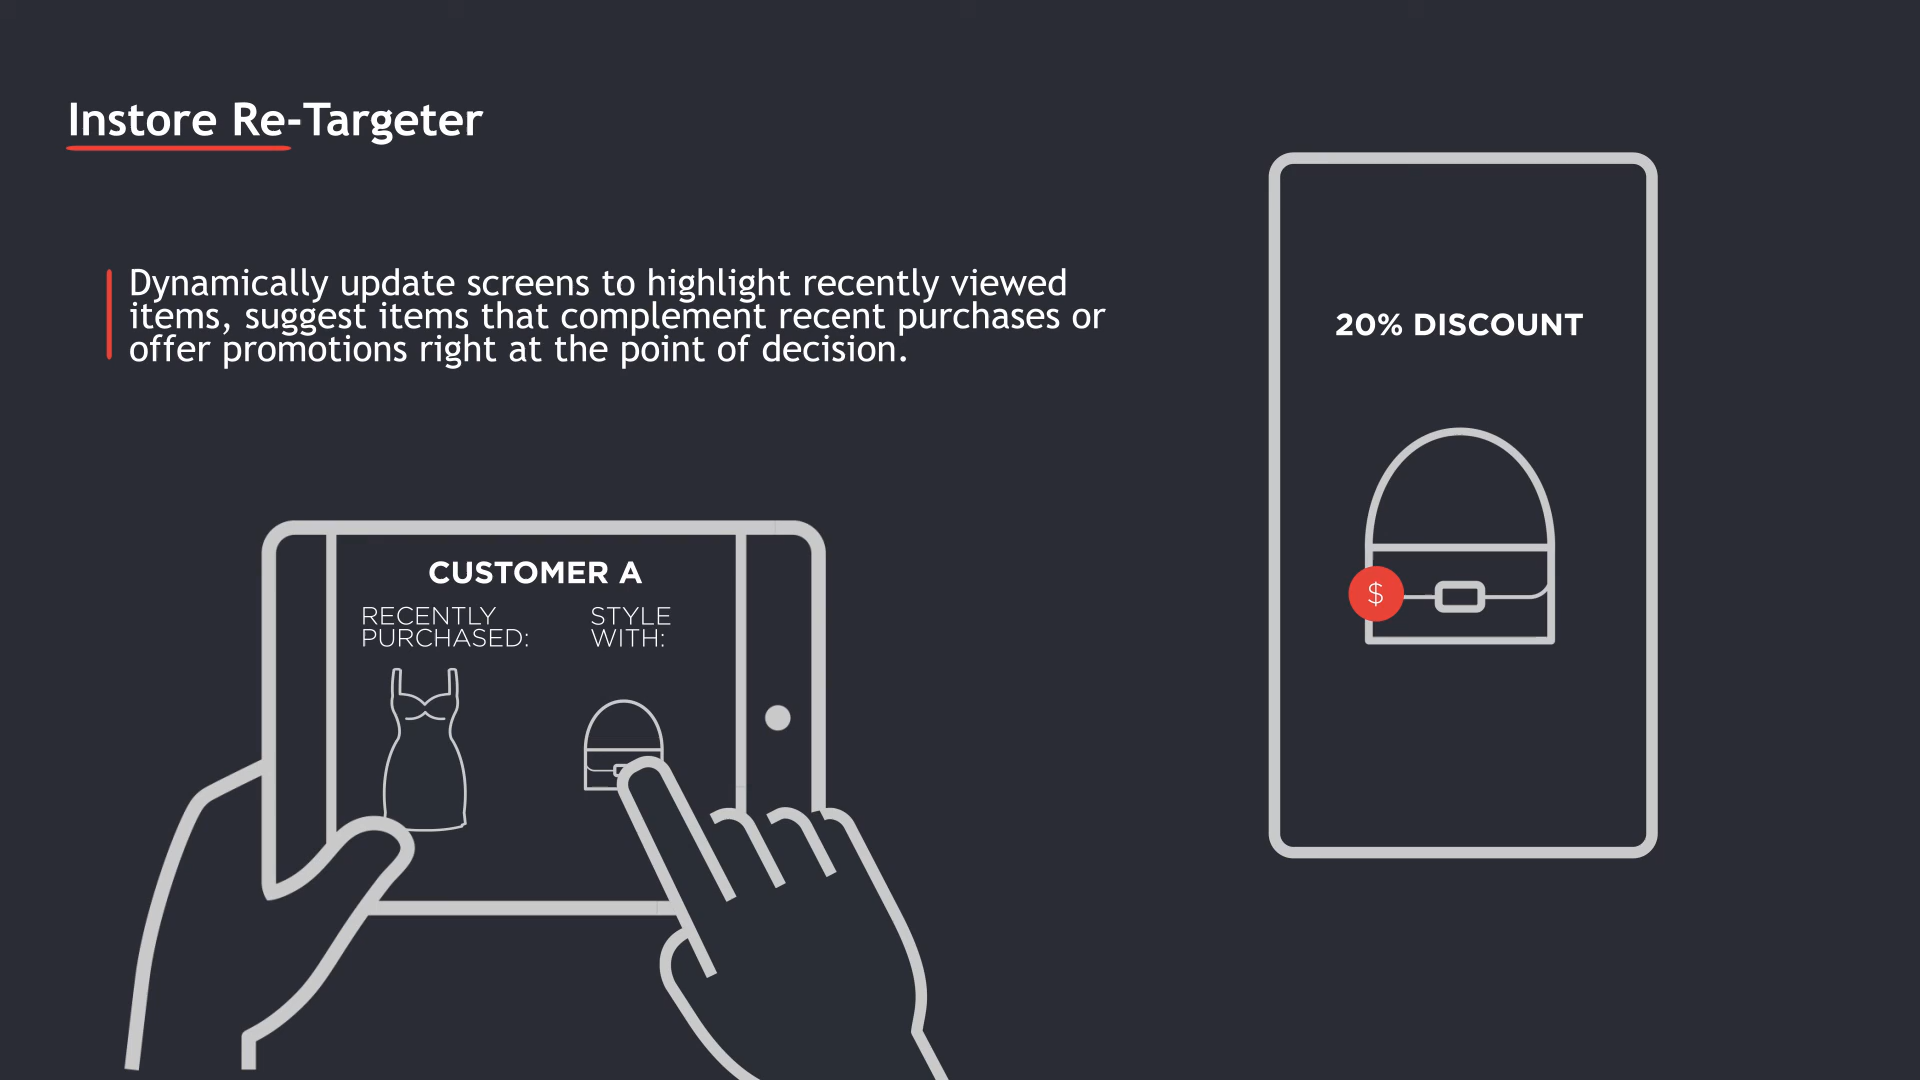 Instore Re-Targeter
Dynamically update screens to highlight recently viewed
items, suggest items that complement recent purchases or
offer promotions right at the point of decision.
20% DISCOUNT
$
CUSTOMER A
RECENTLY
PURCHASED:
STYLE
WITH: